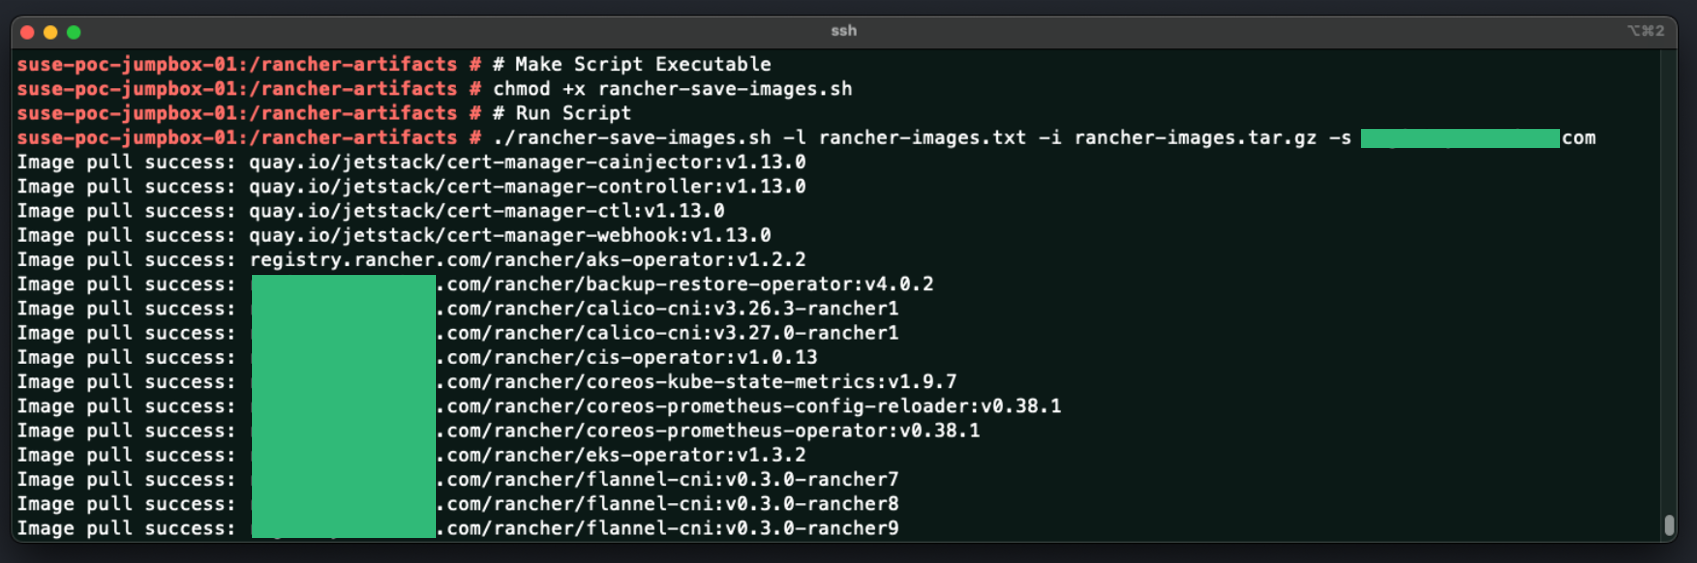 ssh
⌥⌘2
suse-poc-jumpbox-01:/rancher-artifacts # # Make Script Executable
suse-poc-jumpbox-01:/rancher-artifacts # chmod +x rancher-save-images.sh
suse-poc-jumpbox-01:/rancher-artifacts # # Run Script
suse-poc-jumpbox-01:/rancher-artifacts # ./rancher-save-images.sh -l rancher-images.txt -i rancher-images.tar.gz -s com
Image pull success: quay.io/jetstack/cert-manager-cainjector:v1.13.0
Image pull success: quay.io/jetstack/cert-manager-controller:v1.13.0
Image pull success: quay.io/jetstack/cert-manager-ctl:v1.13.0
Image pull success: quay.io/jetstack/cert-manager-webhook:v1.13.0
Image pull success: registry.rancher.com/rancher/aks-operator:v1.2.2
Image pull success: .com/rancher/backup-restore-operator:v4.0.2
Image pull success: .com/rancher/calico-cni:v3.26.3-rancher1
Image pull success: .com/rancher/calico-cni:v3.27.0-rancher1
Image pull success: .com/rancher/cis-operator:v1.0.13
Image pull success: .com/rancher/coreos-kube-state-metrics:v1.9.7
Image pull success: .com/rancher/coreos-prometheus-config-reloader:v0.38.1
Image pull success: .com/rancher/coreos-prometheus-operator:v0.38.1
Image pull success: .com/rancher/eks-operator:v1.3.2
Image pull success: .com/rancher/flannel-cni:v0.3.0-rancher7
Image pull success: .com/rancher/flannel-cni:v0.3.0-rancher8
Image pull success: .com/rancher/flannel-cni:v0.3.0-rancher9